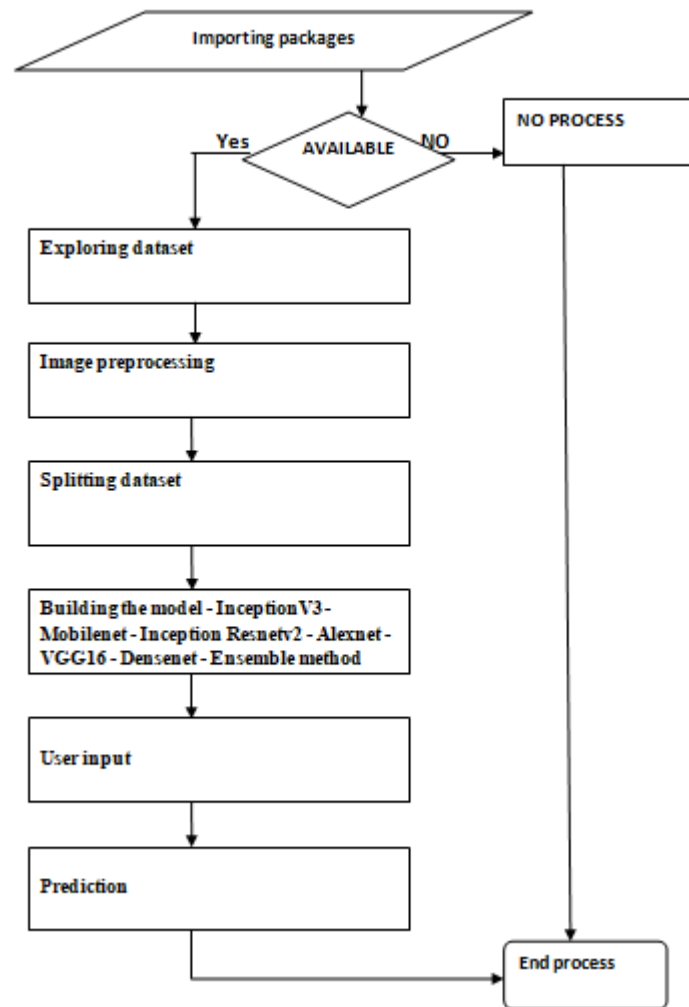 Importing packages
AVAILABLE
Yes
NO
NO PROCESS
Exploring dataset
Image preprocessing
Splitting dataset
Building the model - InceptionV3-
Mobilenet - Inception Resnetv2 - Alexnet -
VGG16 - Densenet - Ensemble method
User input
Prediction
End process